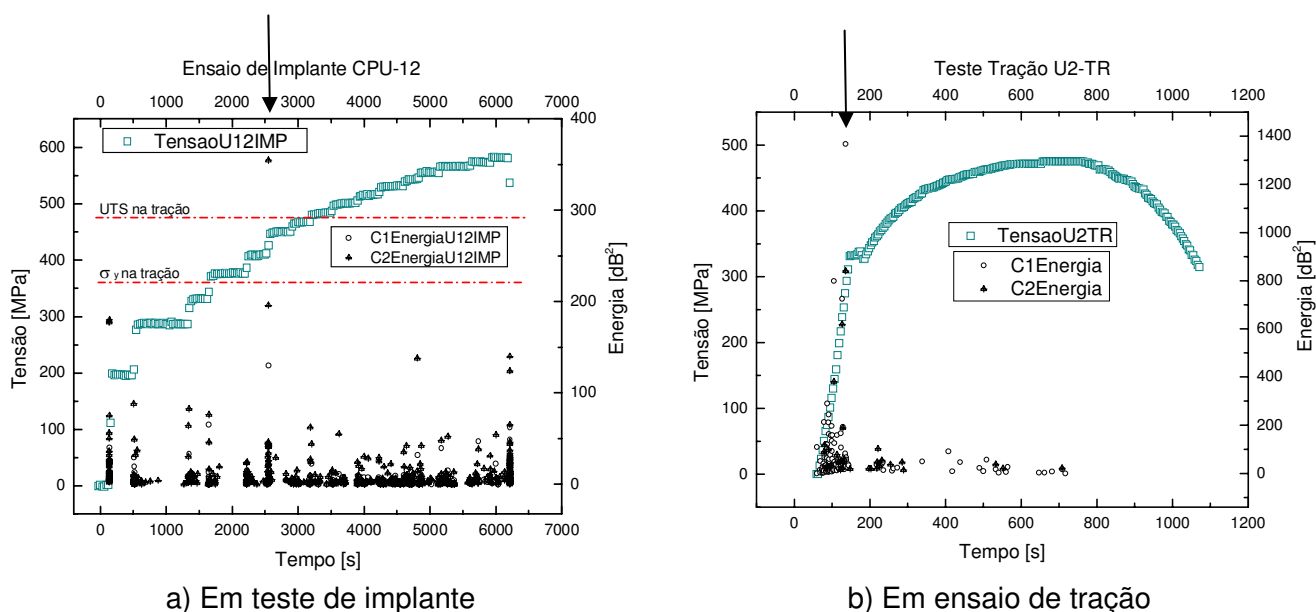 Ensaio de Implante CPU-12
0 1000 2000 3000 4000 5000 6000 7000
TensaoU12IMP
UTS na tração
C1EnergiaU12IMP
C2EnergiaU12IMP
σ y na tração
600
500
400
300
200
100
0
Tensão [MPa]
400
300
200
100
0
Energia [dB²]
0 1000 2000 3000 4000 5000 6000 7000
Tempo [s]
a) Em teste de implante
Teste Tração U2-TR
0 200 400 600 800 1000 1200
500
400
300
200
100
0
Tensão [MPa]
TensaoU2TR
C1Energia
C2Energia
1400
1200
1000
800
600
400
200
0
Energia [dB²]
0 200 400 600 800 1000 1200
Tempo [s]
b) Em ensaio de tração